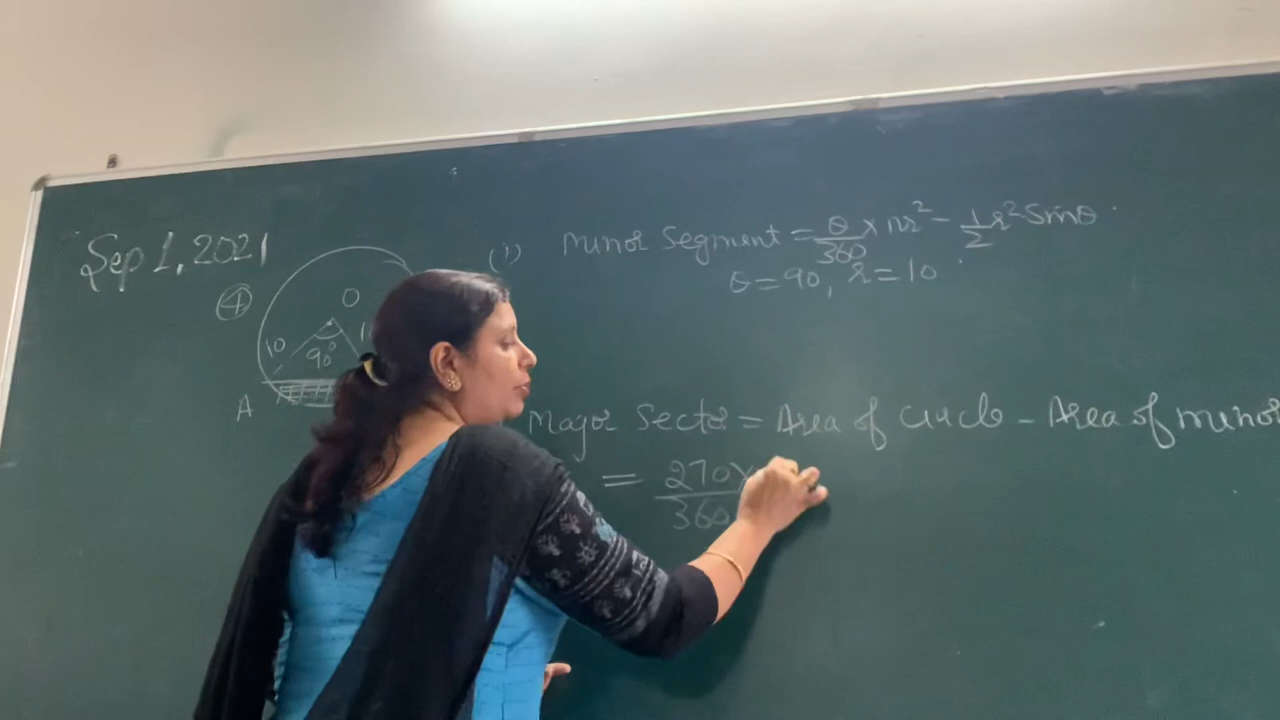 Sep 1, 2021
(i) Minor Segment = θ/360 × πr² - 1/2 r² Sinθ
θ = 90, r = 10
④
O
10
90°
A
Major Sector = Area of circle - Area of minor
= 270 ×
360